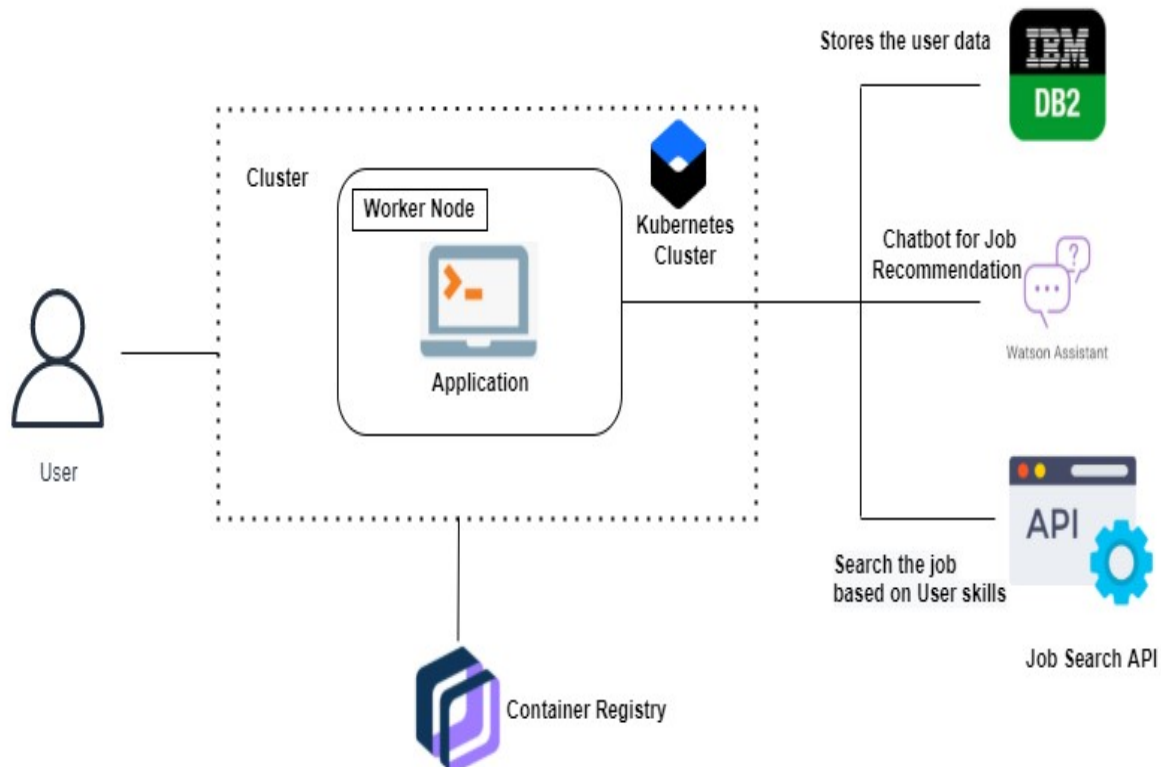 Stores the user data
IBM
DB2
Cluster
Worker Node
Kubernetes
Cluster
Application
Chatbot for Job
Recommendation
Watson Assistant
User
API
Search the job
based on User skills
Job Search API
Container Registry